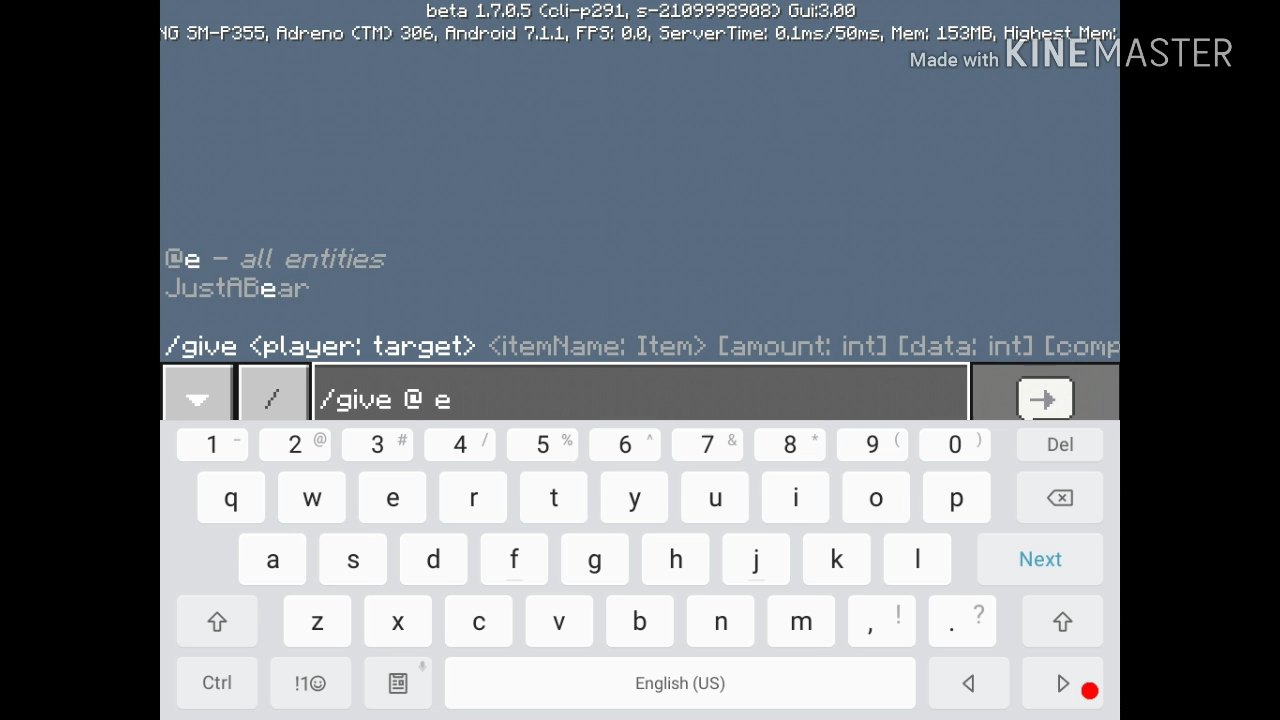 beta 1.7.0.5 (cli-p291, s-2109998908) Gui:3.00
NG SM-P355, Adreno (TM) 306, Android 7.1.1, FPS: 0.0, ServerTime: 0.1ms/50ms, Mem: 153MB, Highest Mem:
Made with KINEMASTER
@e - all entities
JustABear
/give <player: target> <itemName: Item> [amount: int] [data: int] [comp
/ /give @ e
1 - 2 @ 3 # 4 / 5 % 6 ^ 7 & 8 * 9 ( 0 ) Del
q w e r t y u i o p
a s d f g h j k l Next
z x c v b n m , ! . ?
Ctrl !1☺ English (US)